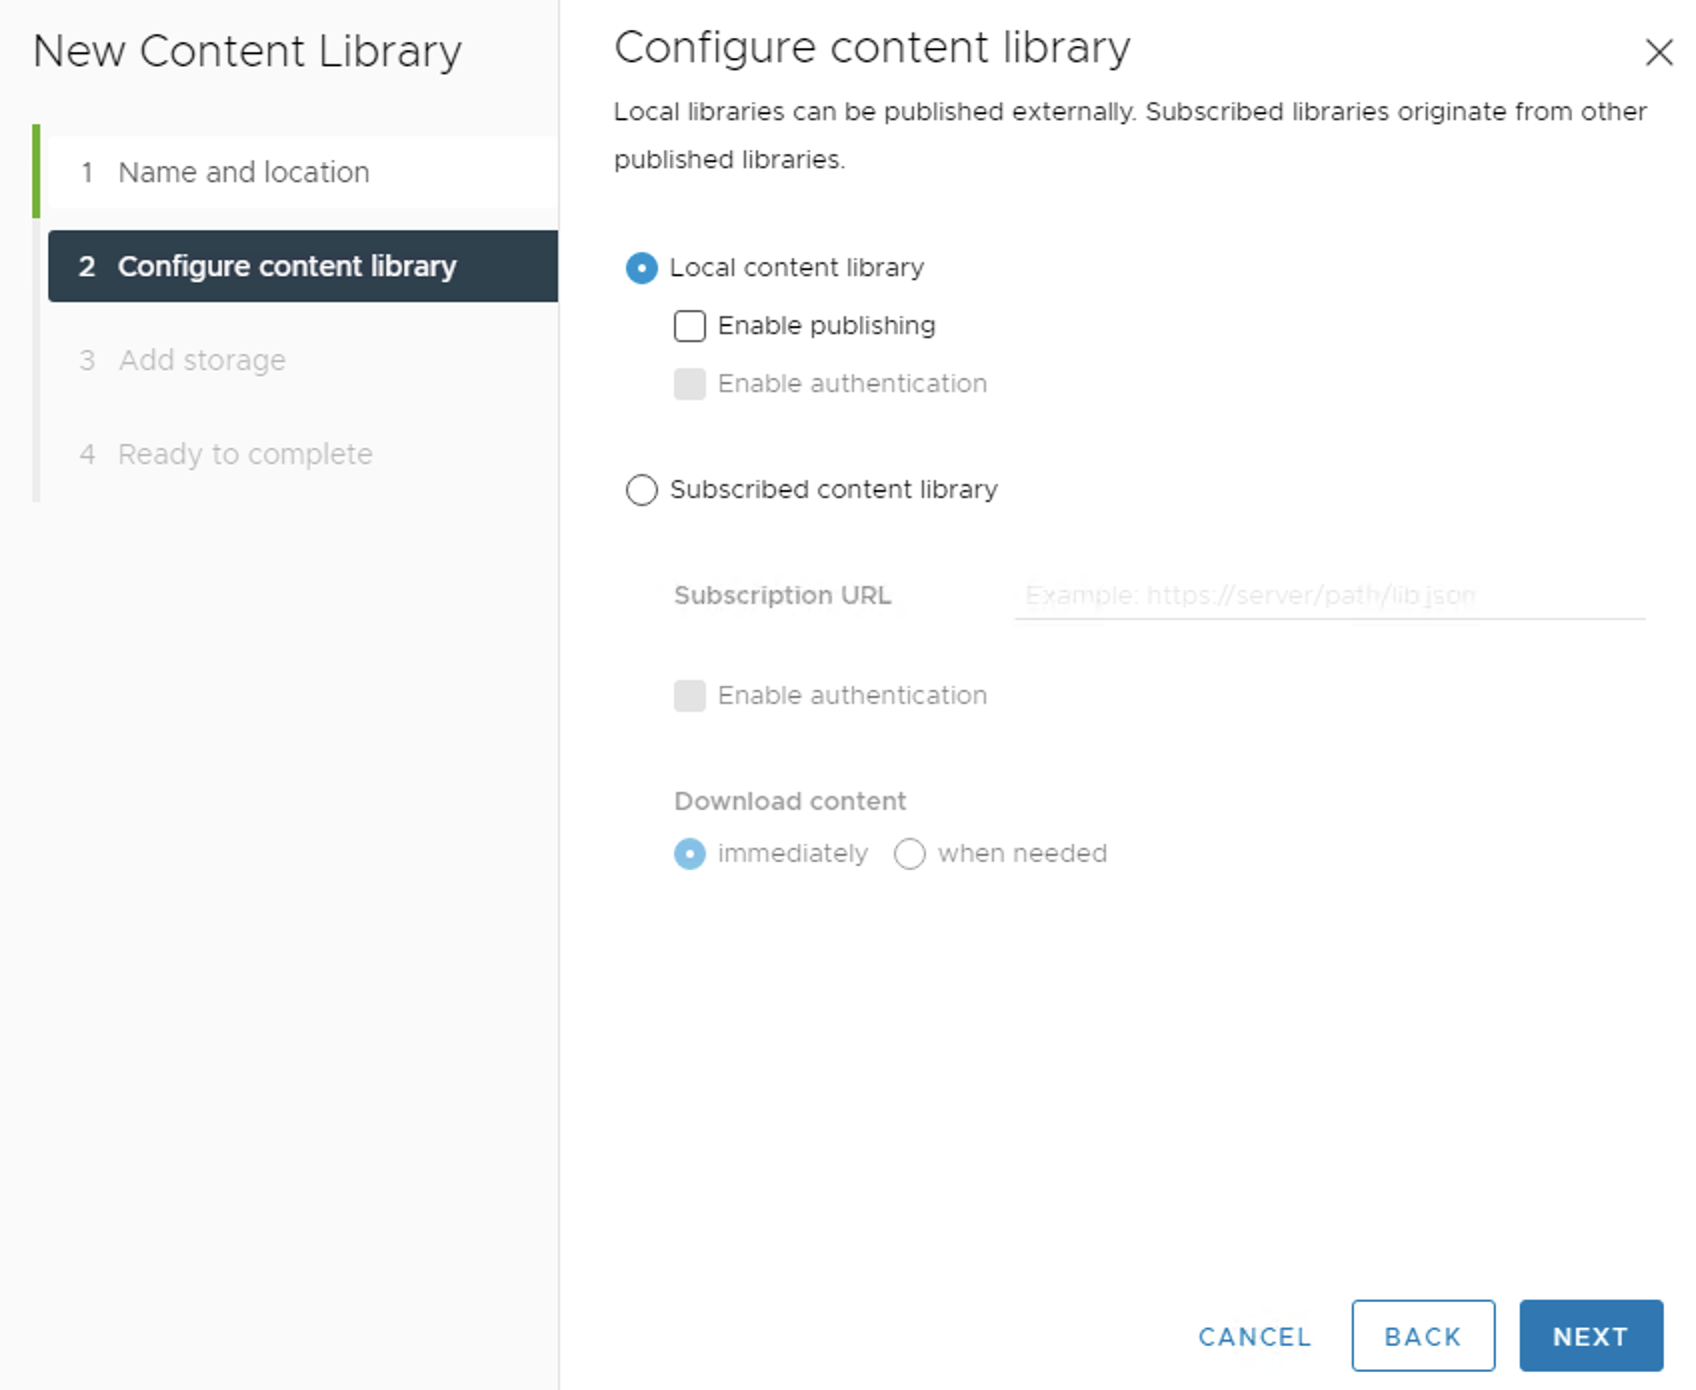 New Content Library
1 Name and location
2 Configure content library
3 Add storage
4 Ready to complete
Configure content library
Local libraries can be published externally. Subscribed libraries originate from other
published libraries.
Local content library
Enable publishing
Enable authentication
Subscribed content library
Subscription URL
Example: https://server/path/lib.json
Enable authentication
Download content
immediately when needed
CANCEL BACK NEXT